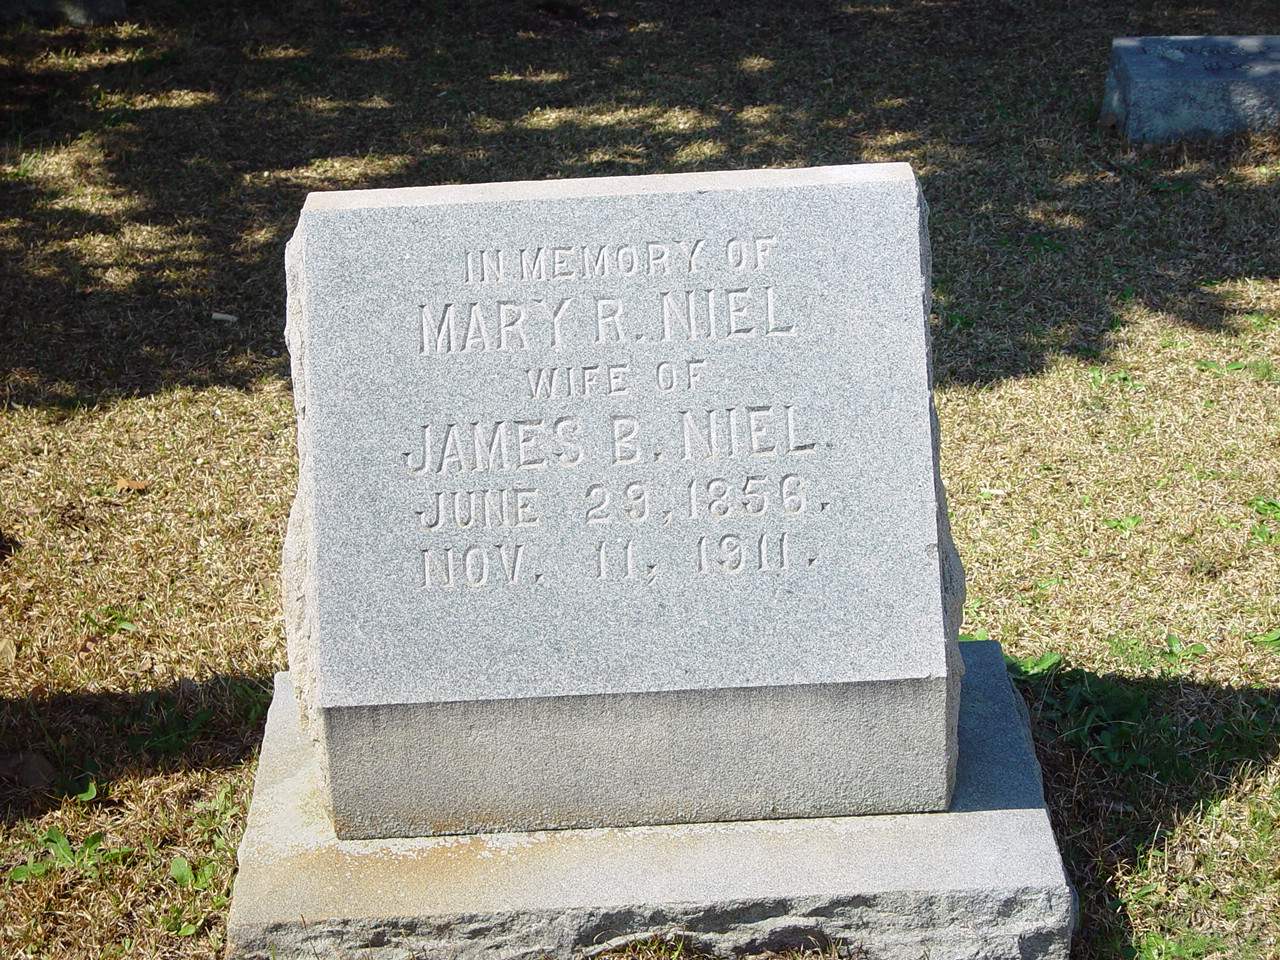 IN MEMORY OF
MARY R. NIEL
WIFE OF
JAMES B. NIEL
JUNE 29, 1856.
NOV. 11, 1911.